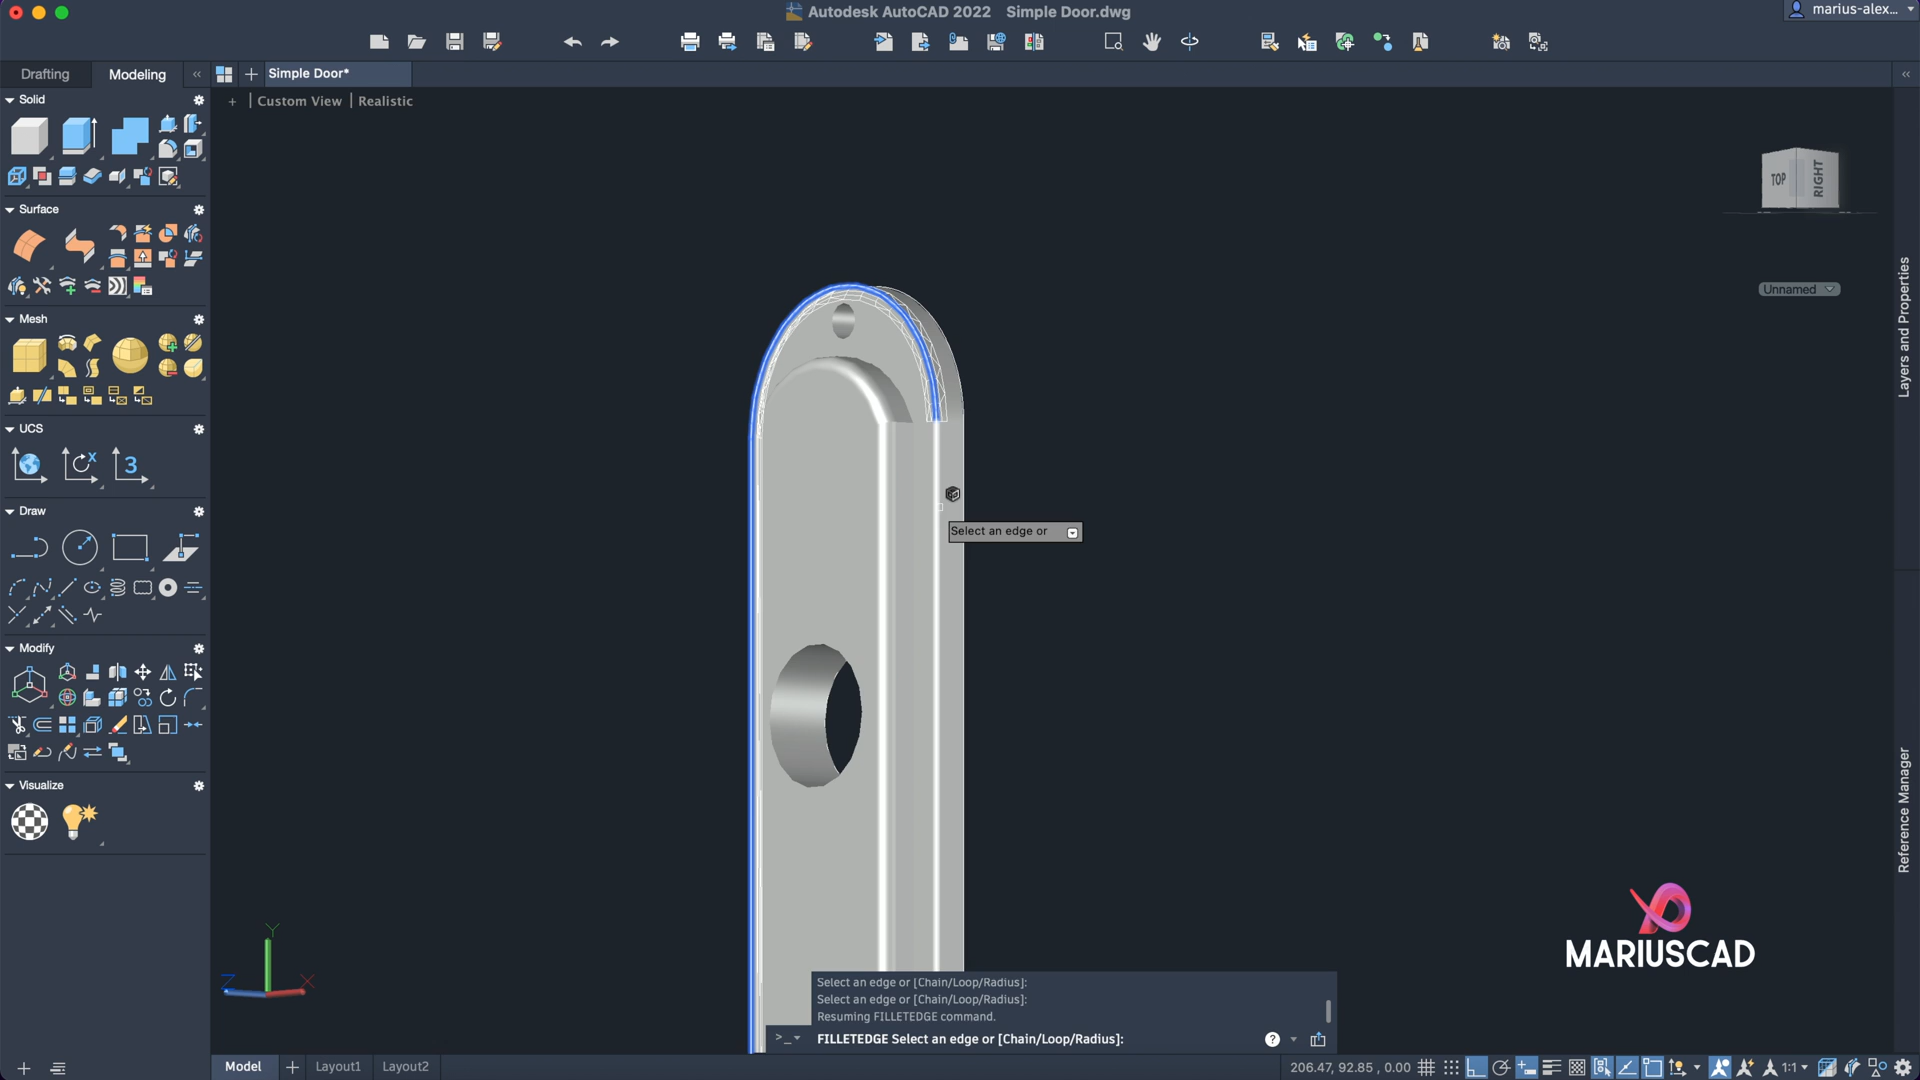 Autodesk AutoCAD 2022 Simple Door.dwg
marius-alex...
Drafting
Modeling
Simple Door*
Solid
+ | Custom View | Realistic
TOP
RIGHT
Surface
Unnamed
Layers and Properties
Mesh
UCS
X
3
Draw
Select an edge or
Modify
Visualize
Reference Manager
MARIUSCAD
Y
Z
X
Select an edge or [Chain/Loop/Radius]:
Select an edge or [Chain/Loop/Radius]:
Resuming FILLETEDGE command.
>_ FILLETEDGE Select an edge or [Chain/Loop/Radius]:
?
Model
Layout1
Layout2
206.47, 92.85 , 0.00
1:1